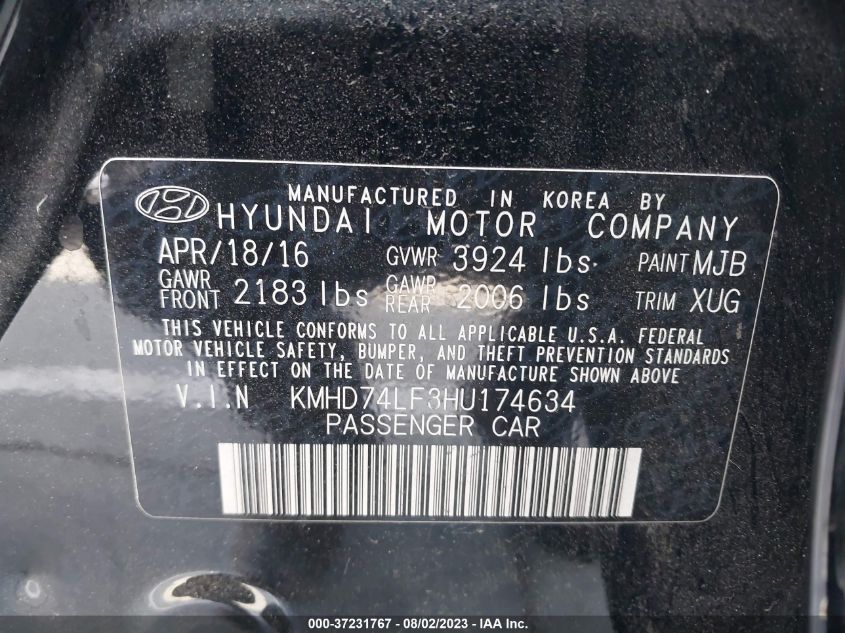 MANUFACTURED IN KOREA BY
HYUNDAI MOTOR COMPANY
APR/18/16 GVWR 3924 lbs. PAINT MJB
GAWR FRONT 2183 lbs GAWR REAR 2006 lbs TRIM XUG
THIS VEHICLE CONFORMS TO ALL APPLICABLE U.S.A. FEDERAL
MOTOR VEHICLE SAFETY, BUMPER, AND THEFT PREVENTION STANDARDS
IN EFFECT ON THE DATE OF MANUFACTURE SHOWN ABOVE
V.I.N KMHD74LF3HU174634
PASSENGER CAR
000-37231767 - 08/02/2023 - IAA Inc.